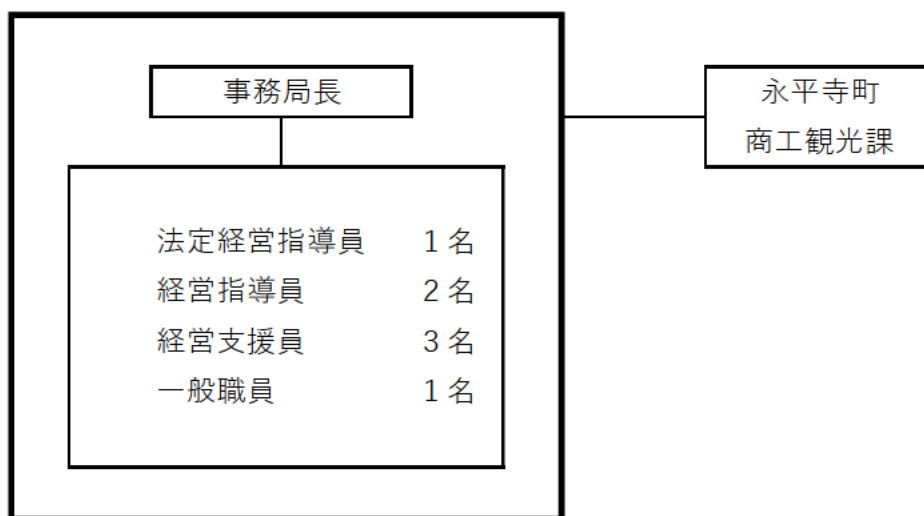 事務局長
永平寺町
商工観光課
法定経営指導員 1名
経営指導員 2名
経営支援員 3名
一般職員 1名